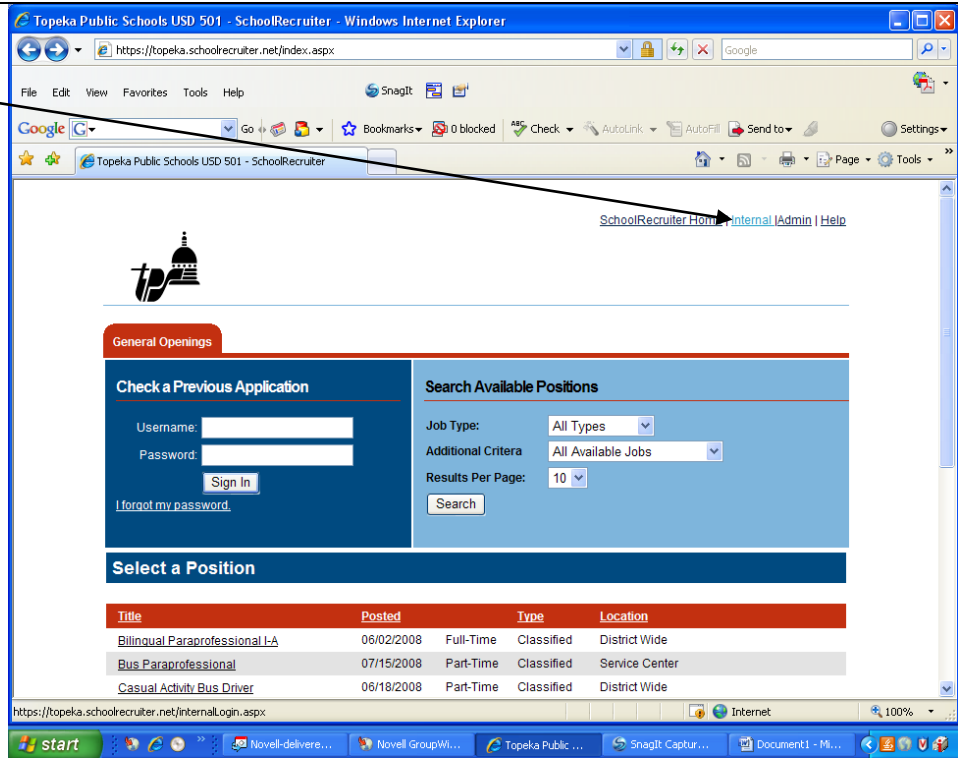 Topeka Public Schools USD 501 - SchoolRecruiter - Windows Internet Explorer
https://topeka.schoolrecruiter.net/index.aspx Google
File Edit View Favorites Tools Help SnagIt
Google G Go Bookmarks 0 blocked ABC Check AutoLink AutoFill Send to Settings
Topeka Public Schools USD 501 - SchoolRecruiter Page Tools »
SchoolRecruiter Home | Internal |Admin | Help
tps
General Openings
Check a Previous Application
Username:
Password:
Sign In
I forgot my password.
Search Available Positions
Job Type: All Types
Additional Critera All Available Jobs
Results Per Page: 10
Search
Select a Position
Title Posted Type Location
Bilingual Paraprofessional I-A 06/02/2008 Full-Time Classified District Wide
Bus Paraprofessional 07/15/2008 Part-Time Classified Service Center
Casual Activity Bus Driver 06/18/2008 Part-Time Classified District Wide
https://topeka.schoolrecruiter.net/internalLogin.aspx Internet 100%
start » Novell-delivere... Novell GroupWi... Topeka Public ... SnagIt Captur... Document1 - Mi...